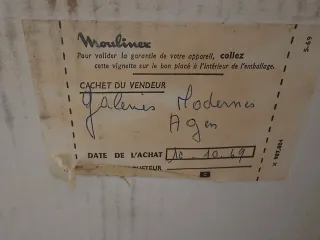 Moulinex
Pour valider la garantie de votre appareil, collez
cette vignette sur le bon placé à l'intérieur de l'emballage.
CACHET DU VENDEUR
Galeries Modernes
Agen
DATE DE L'ACHAT 10.10.69
S-69